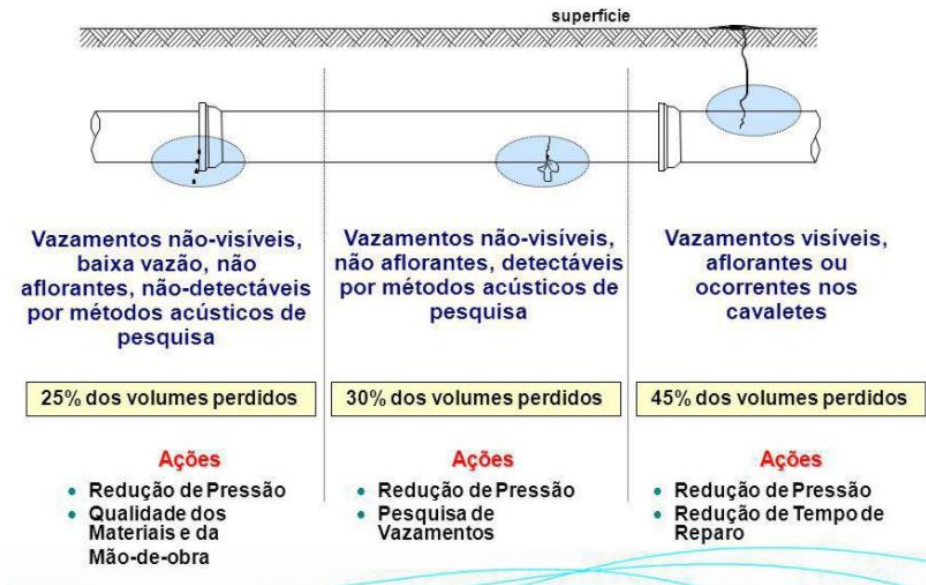 superfície
Vazamentos não-visíveis,
baixa vazão, não
aflorantes, não-detectáveis
por métodos acústicos de
pesquisa
25% dos volumes perdidos
Ações
• Redução de Pressão
• Qualidade dos
Materiais e da
Mão-de-obra
Vazamentos não-visíveis,
não aflorantes, detectáveis
por métodos acústicos de
pesquisa
30% dos volumes perdidos
Ações
• Redução de Pressão
• Pesquisa de
Vazamentos
Vazamentos visíveis,
aflorantes ou
ocorrentes nos
cavaletes
45% dos volumes perdidos
Ações
• Redução de Pressão
• Redução de Tempo de
Reparo